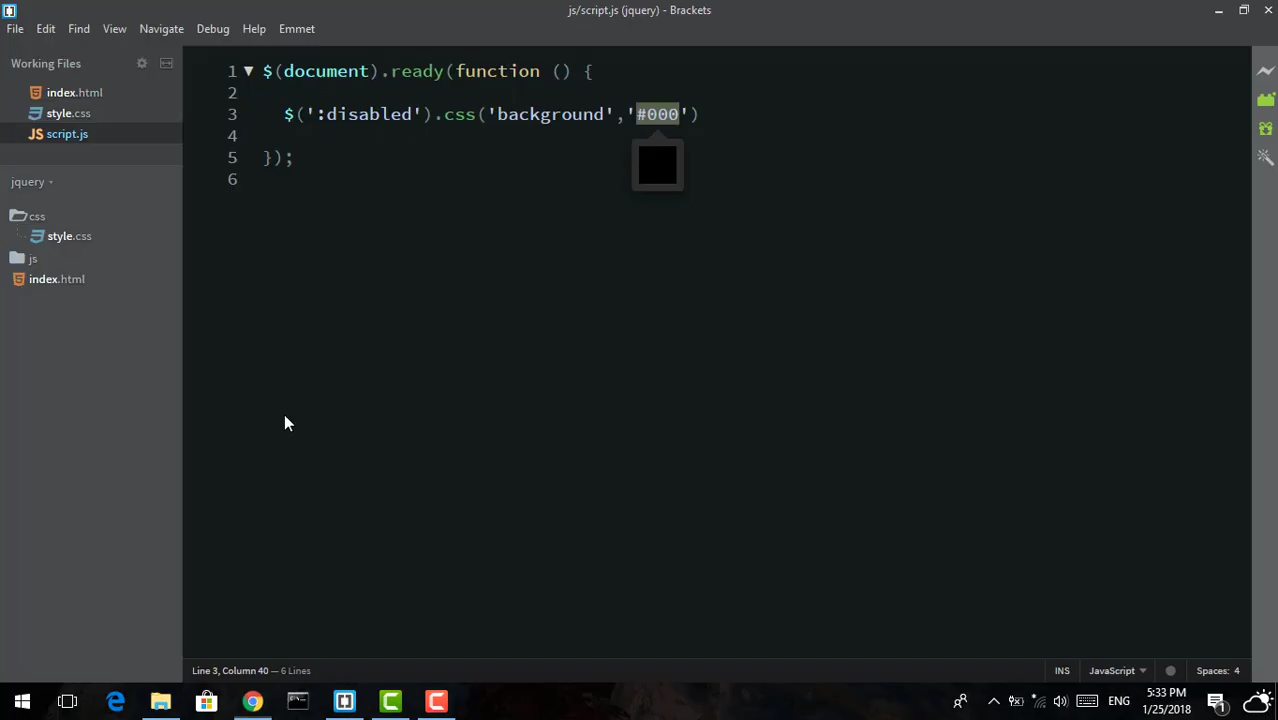 js/script.js (jquery) - Brackets
File Edit Find View Navigate Debug Help Emmet
Working Files
index.html
style.css
JS script.js
jquery
css
style.css
js
index.html
1 $(document).ready(function () {
2
3 $(':disabled').css('background','#000')
4
5 });
6
Line 3, Column 40 — 6 Lines
INS JavaScript Spaces: 4
ENG
5:33 PM
1/25/2018
1